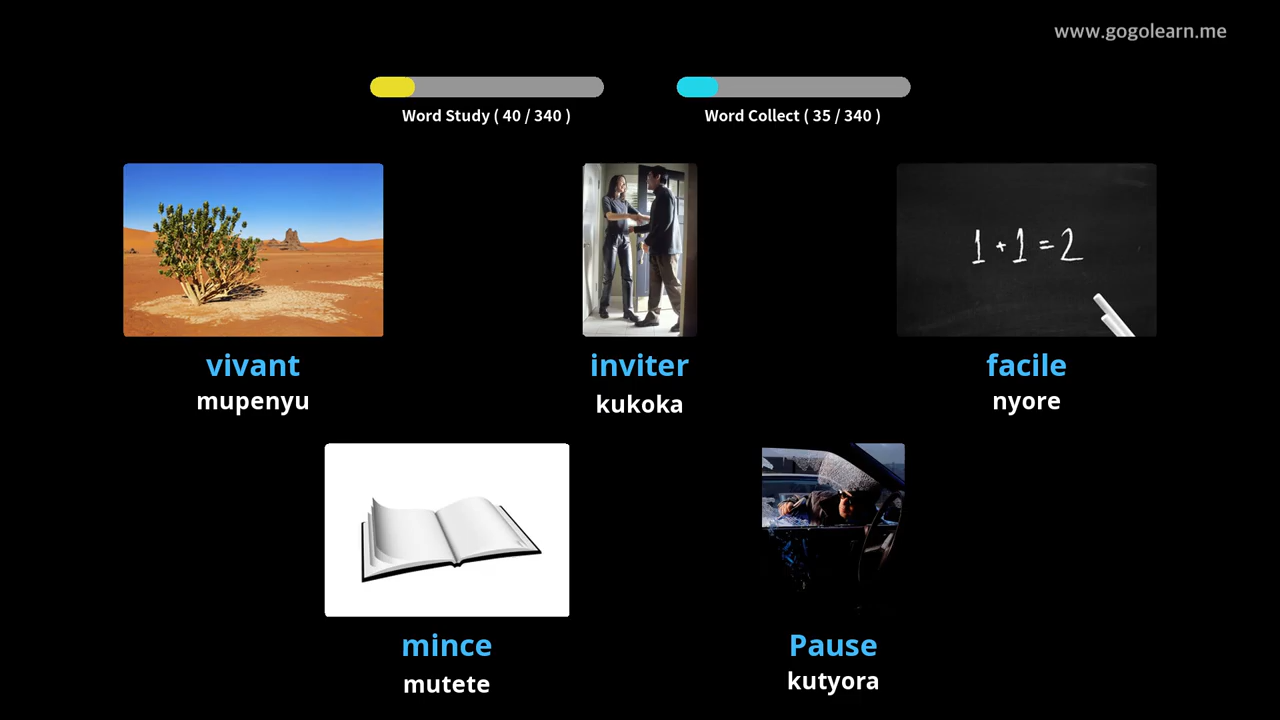 www.gogolearn.me
Word Study ( 40 / 340 )
Word Collect ( 35 / 340 )
vivant
mupenyu
inviter
kukoka
facile
nyore
1 + 1 = 2
mince
mutete
Pause
kutyora